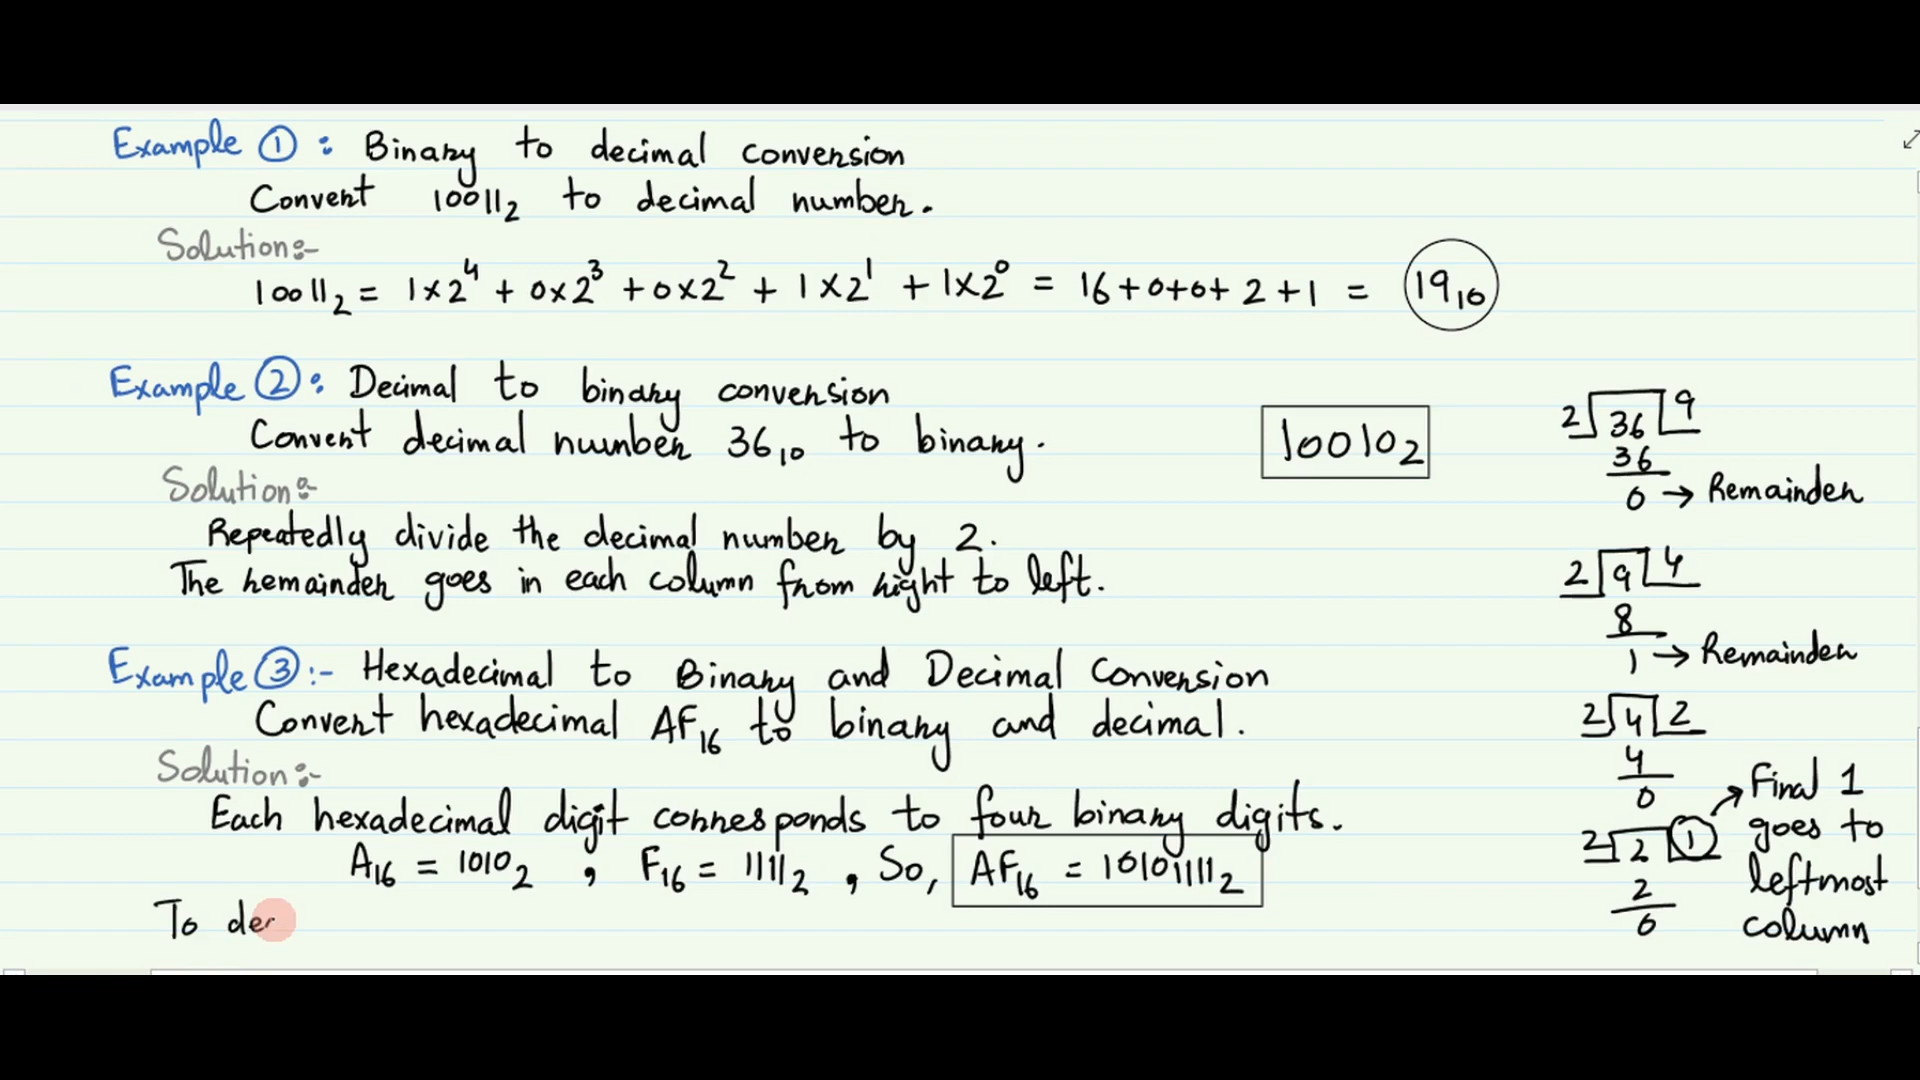 Example ① : Binary to decimal conversion
Convert 10011₂ to decimal number.
Solution:-
10011₂ = 1×2⁴ + 0×2³ + 0×2² + 1×2¹ + 1×2⁰ = 16+0+0+ 2 +1 = 19₁₀
Example ② : Decimal to binary conversion
Convert decimal number 36₁₀ to binary.
10010₂
Solution:-
Repeatedly divide the decimal number by 2.
The remainder goes in each column from right to left.
2 36 9
36
0 → Remainder
2 9 4
8
1 → Remainder
2 4 2
4
0
2 2 ①
2
0
Final 1
goes to
leftmost
column
Example ③ :- Hexadecimal to Binary and Decimal Conversion
Convert hexadecimal AF₁₆ to binary and decimal.
Solution:-
Each hexadecimal digit corresponds to four binary digits.
A₁₆ = 1010₂ , F₁₆ = 1111₂ , So, AF₁₆ = 10101111₂
To dec